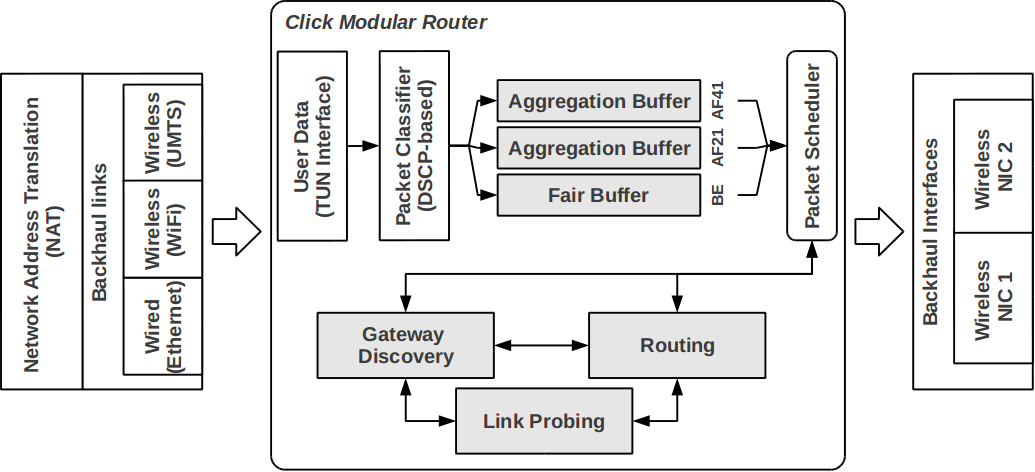 Click Modular Router
Network Address Translation
(NAT)
Backhaul links
Wireless
(UMTS)
Wireless
(WiFi)
Wired
(Ethernet)
User Data
(TUN Interface)
Packet Classifier
(DSCP-based)
Aggregation Buffer
AF41
Aggregation Buffer
AF21
Fair Buffer
BE
Packet Scheduler
Gateway
Discovery
Routing
Link Probing
Backhaul Interfaces
Wireless
NIC 2
Wireless
NIC 1